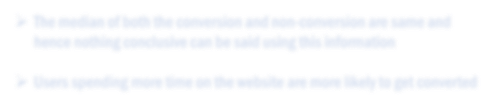 ➢ The median of both the conversion and non-conversion are same and
hence nothing conclusive can be said using this information
➢ Users spending more time on the website are more likely to get converted